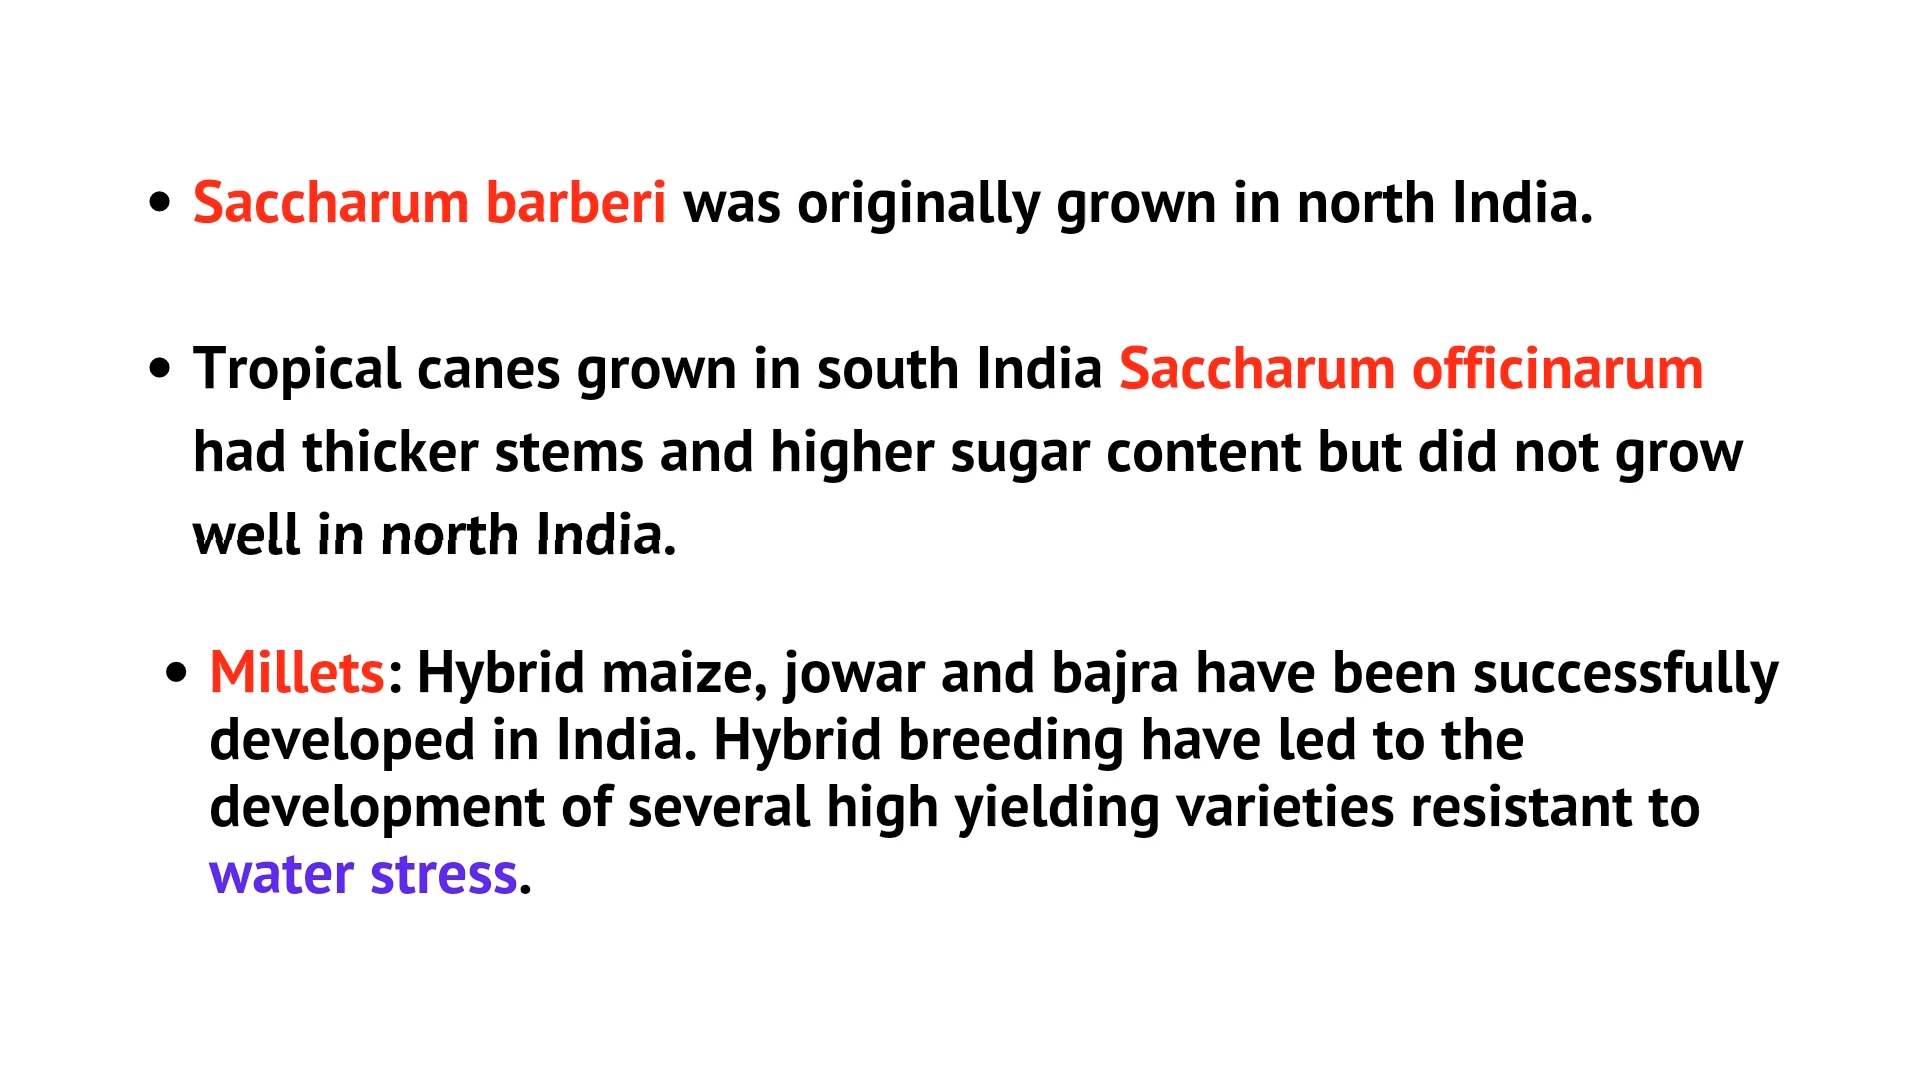 • Saccharum barberi was originally grown in north India.
• Tropical canes grown in south India Saccharum officinarum
had thicker stems and higher sugar content but did not grow
well in north India.
• Millets: Hybrid maize, jowar and bajra have been successfully
developed in India. Hybrid breeding have led to the
development of several high yielding varieties resistant to
water stress.